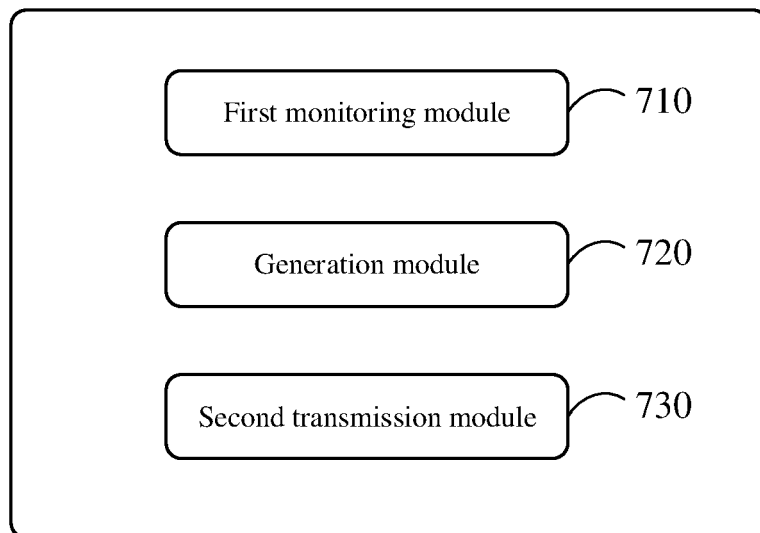 First monitoring module 710
Generation module 720
Second transmission module 730